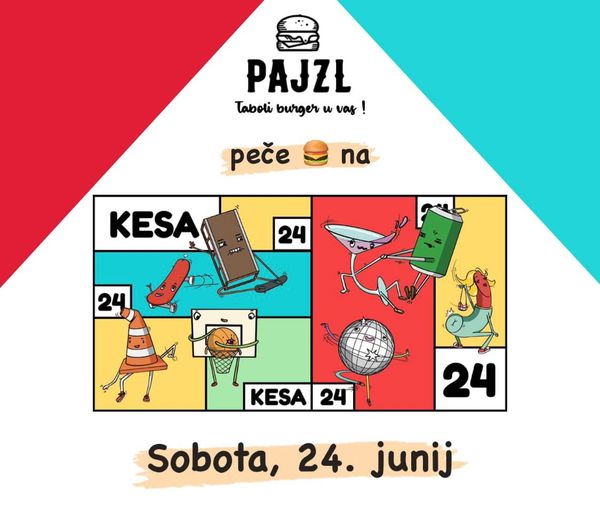 PAJZL
Taboli burger u vas !
peče 🍔 na
KESA
24
24
24
KESA 24
24
Sobota, 24. junij